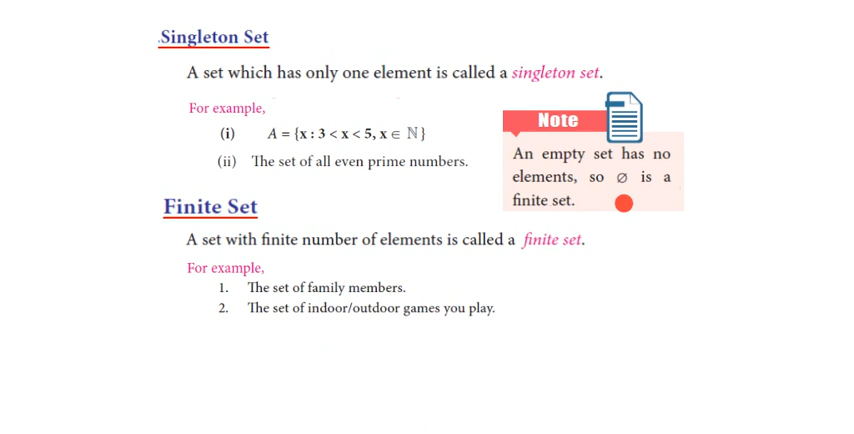 Singleton Set
A set which has only one element is called a singleton set.
For example,
(i) A = {x : 3 < x < 5, x ∈ ℕ}
(ii) The set of all even prime numbers.
Note
An empty set has no
elements, so ∅ is a
finite set.
Finite Set
A set with finite number of elements is called a finite set.
For example,
1. The set of family members.
2. The set of indoor/outdoor games you play.